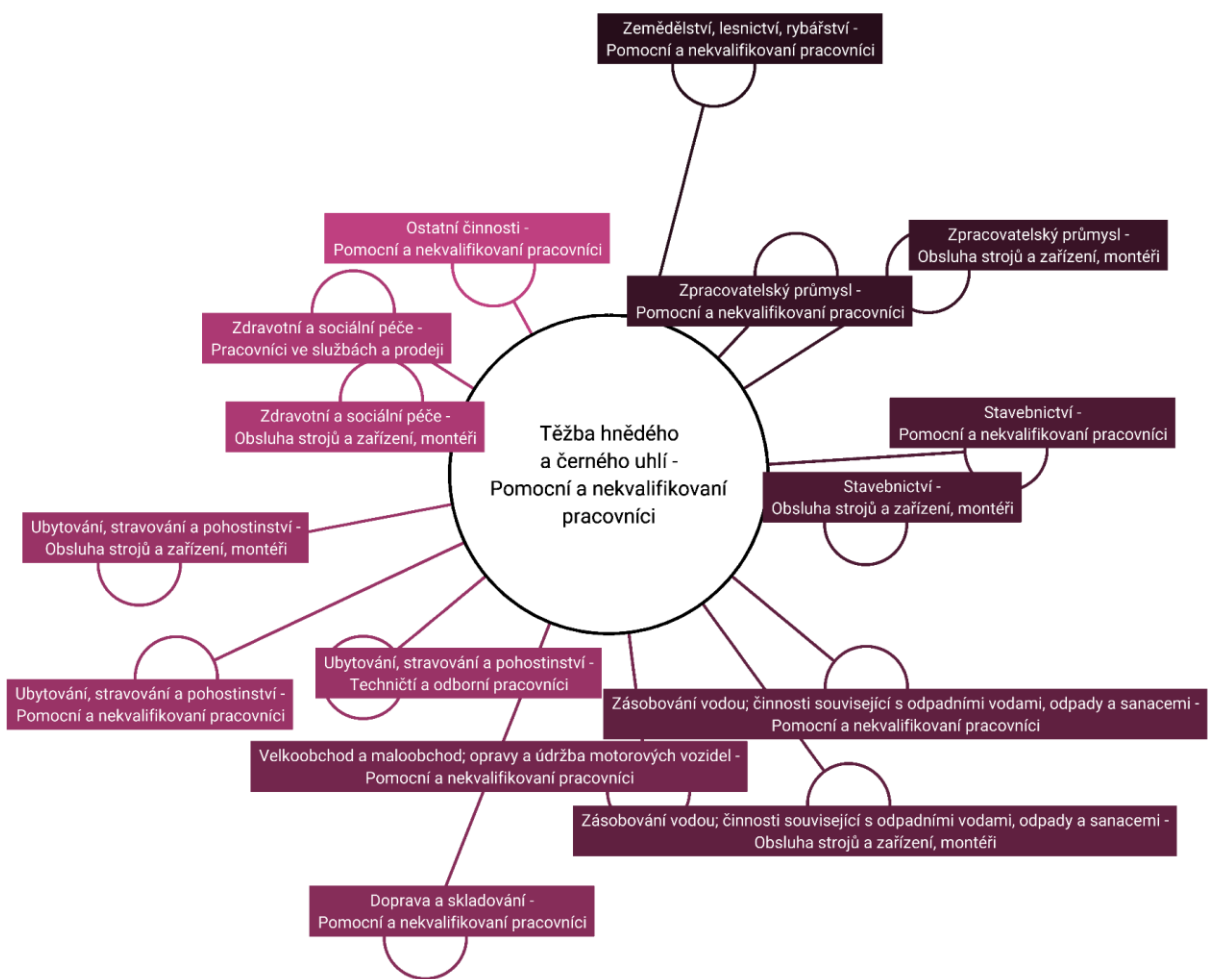 Zemědělství, lesnictví, rybářství -
Pomocní a nekvalifikovaní pracovníci
Ostatní činnosti -
Pomocní a nekvalifikovaní pracovníci
Zpracovatelský průmysl -
Obsluha strojů a zařízení, montéři
Zpracovatelský průmysl -
Pomocní a nekvalifikovaní pracovníci
Zdravotní a sociální péče -
Pracovníci ve službách a prodeji
Zdravotní a sociální péče -
Obsluha strojů a zařízení, montéři
Těžba hnědého
a černého uhlí -
Pomocní a nekvalifikovaní
pracovníci
Stavebnictví -
Pomocní a nekvalifikovaní pracovníci
Stavebnictví -
Obsluha strojů a zařízení, montéři
Ubytování, stravování a pohostinství -
Obsluha strojů a zařízení, montéři
Ubytování, stravování a pohostinství -
Pomocní a nekvalifikovaní pracovníci
Ubytování, stravování a pohostinství -
Techničtí a odborní pracovníci
Zásobování vodou; činnosti související s odpadními vodami, odpady a sanacemi -
Pomocní a nekvalifikovaní pracovníci
Velkoobchod a maloobchod; opravy a údržba motorových vozidel -
Pomocní a nekvalifikovaní pracovníci
Zásobování vodou; činnosti související s odpadními vodami, odpady a sanacemi -
Obsluha strojů a zařízení, montéři
Doprava a skladování -
Pomocní a nekvalifikovaní pracovníci